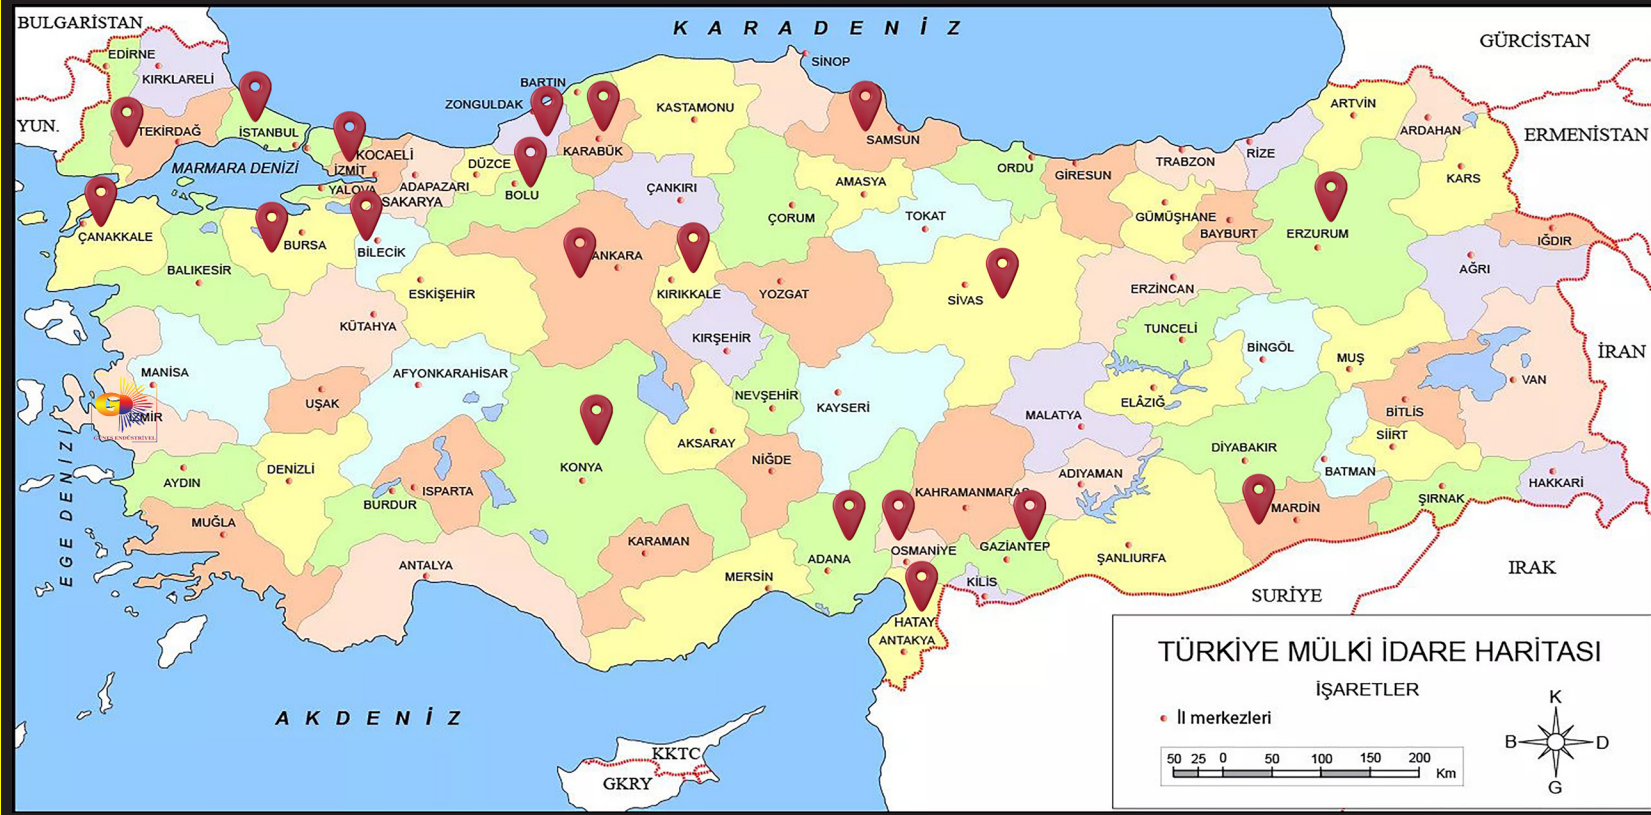 BULGARİSTAN
K A R A D E N İ Z
GÜRCİSTAN
EDİRNE
KIRKLARELİ
SİNOP
BARTIN
ZONGULDAK
KASTAMONU
ARTVİN
ARDAHAN
ERMENİSTAN
YUN.
TEKİRDAĞ
İSTANBUL
SAMSUN
KARABÜK
KOCAELİ
İZMİT
MARMARA DENİZİ
DÜZCE
TRABZON
RİZE
ORDU
GİRESUN
KARS
YALOVA
ADAPAZARI
SAKARYA
BOLU
ÇANKIRI
AMASYA
TOKAT
ÇORUM
GÜMÜŞHANE
BAYBURT
ERZURUM
IĞDIR
ÇANAKKALE
BURSA
BİLECİK
ANKARA
AĞRI
BALIKESİR
ESKİŞEHİR
KIRIKKALE
YOZGAT
SİVAS
ERZİNCAN
KÜTAHYA
KIRŞEHİR
TUNCELİ
BİNGÖL
MUŞ
İRAN
MANİSA
AFYONKARAHİSAR
NEVŞEHİR
KAYSERİ
VAN
UŞAK
ELÂZIĞ
MALATYA
BİTLİS
G
İZMİR
GÜNEŞ ENDÜSTRİYEL
AKSARAY
SİİRT
DİYABAKIR
EGE DENİZİ
AYDIN
DENİZLİ
KONYA
NİĞDE
ADIYAMAN
BATMAN
HAKKARİ
ISPARTA
BURDUR
KAHRAMANMARAŞ
ŞIRNAK
MARDİN
MUĞLA
KARAMAN
ADANA
OSMANİYE
GAZİANTEP
ŞANLIURFA
ANTALYA
MERSİN
KİLİS
IRAK
SURİYE
HATAY
ANTAKYA
A K D E N İ Z
KKTC
GKRY
TÜRKİYE MÜLKİ İDARE HARİTASI
İŞARETLER
İl merkezleri
50 25 0 50 100 150 200
Km
K
B D
G